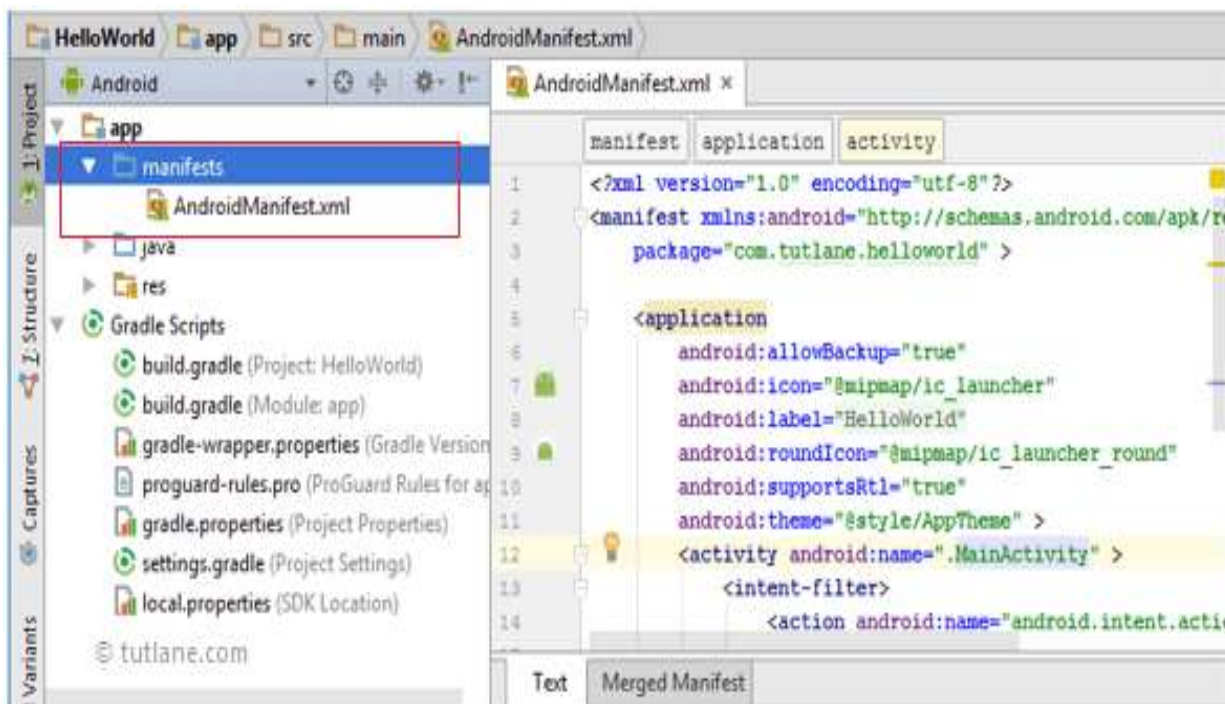 HelloWorld app src main AndroidManifest.xml
1: Project
Android
app
manifests
AndroidManifest.xml
java
res
Gradle Scripts
build.gradle (Project: HelloWorld)
build.gradle (Module: app)
gradle-wrapper.properties (Gradle Version
proguard-rules.pro (ProGuard Rules for ap
gradle.properties (Project Properties)
settings.gradle (Project Settings)
local.properties (SDK Location)
© tutlane.com
Z: Structure
Captures
Variants
AndroidManifest.xml ×
manifest application activity
1 <?xml version="1.0" encoding="utf-8"?>
2 <manifest xmlns:android="http://schemas.android.com/apk/re
3 package="com.tutlane.helloworld" >
4
5 <application
6 android:allowBackup="true"
7 android:icon="@mipmap/ic_launcher"
8 android:label="HelloWorld"
9 android:roundIcon="@mipmap/ic_launcher_round"
10 android:supportsRtl="true"
11 android:theme="@style/AppTheme" >
12 <activity android:name=".MainActivity" >
13 <intent-filter>
14 <action android:name="android.intent.actio
Text Merged Manifest